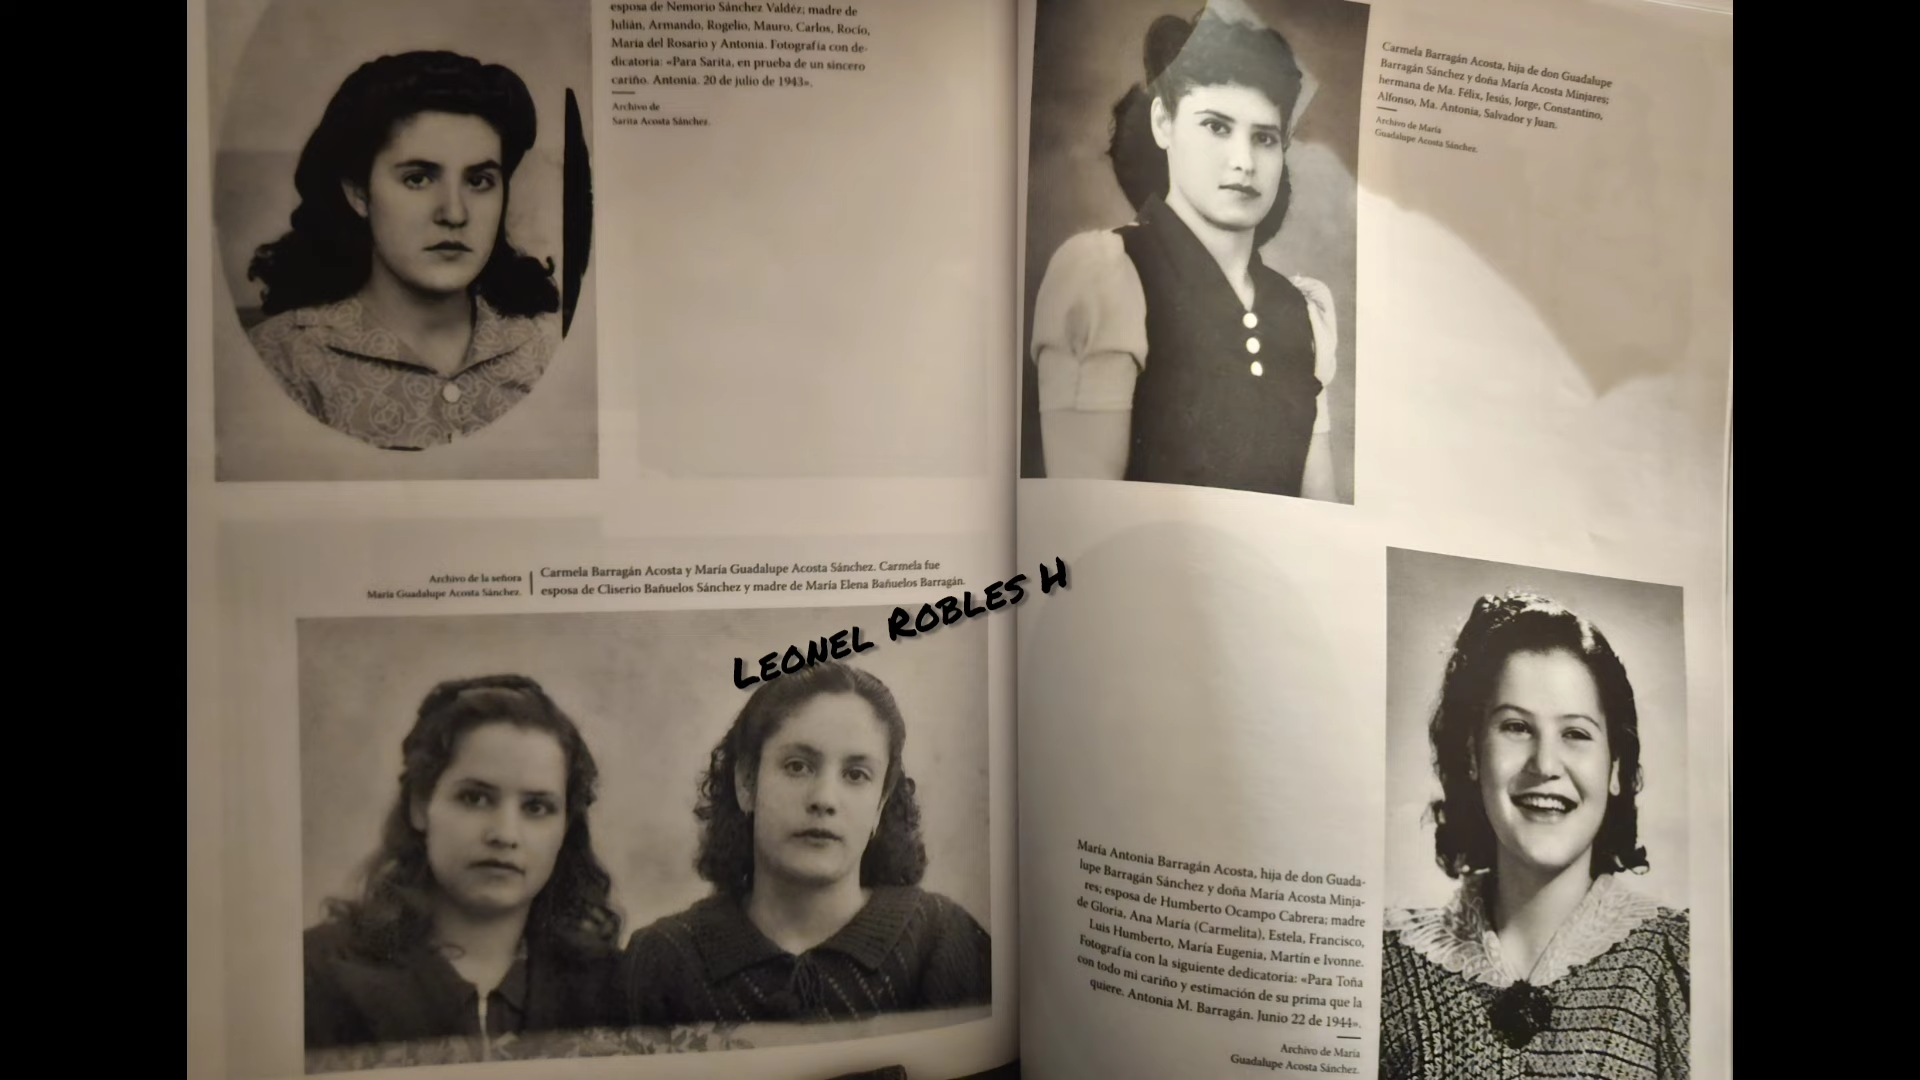 esposa de Nemorio Sánchez Valdéz; madre de
Julián, Armando, Rogelio, Mauro, Carlos, Rocío,
María del Rosario y Antonia. Fotografía con de-
dicatoria: «Para Sarita, en prueba de un sincero
cariño. Antonia. 20 de julio de 1943».
Archivo de
Sarita Acosta Sánchez.
Archivo de la señora
María Guadalupe Acosta Sánchez.
Carmela Barragán Acosta y María Guadalupe Acosta Sánchez. Carmela fue
esposa de Cliserio Bañuelos Sánchez y madre de María Elena Bañuelos Barragán.
Leonel Robles H
Carmela Barragán Acosta, hija de don Guadalupe
Barragán Sánchez y doña María Acosta Minjares;
hermana de Ma. Félix, Jesús, Jorge, Constantino,
Alfonso, Ma. Antonia, Salvador y Juan.
Archivo de María
Guadalupe Acosta Sánchez.
María Antonia Barragán Acosta, hija de don Guada-
lupe Barragán Sánchez y doña María Acosta Minja-
res; esposa de Humberto Ocampo Cabrera; madre
de Gloria, Ana María (Carmelita), Estela, Francisco,
Luis Humberto, María Eugenia, Martín e Ivonne.
Fotografía con la siguiente dedicatoria: «Para Toña
con todo mi cariño y estimación de su prima que la
quiere. Antonia M. Barragán. Junio 22 de 1944».
Archivo de María
Guadalupe Acosta Sánchez.